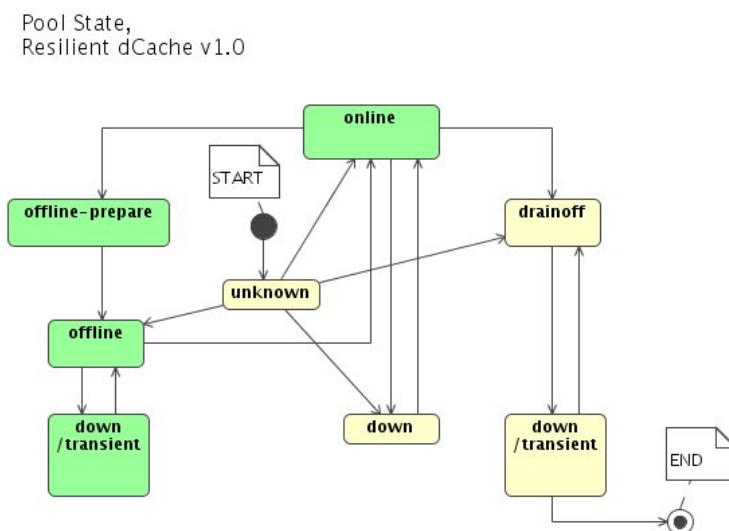 Pool State,
Resilient dCache v1.0
online
START
offline-prepare
drainoff
unknown
offline
down
/transient
down
down
/transient
END